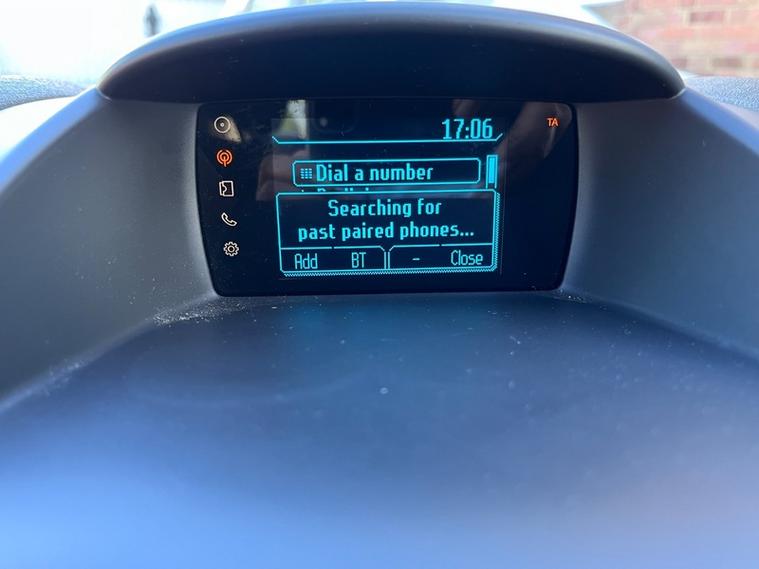 17:06
TA
Dial a number
Searching for
past paired phones...
Add BT - Close